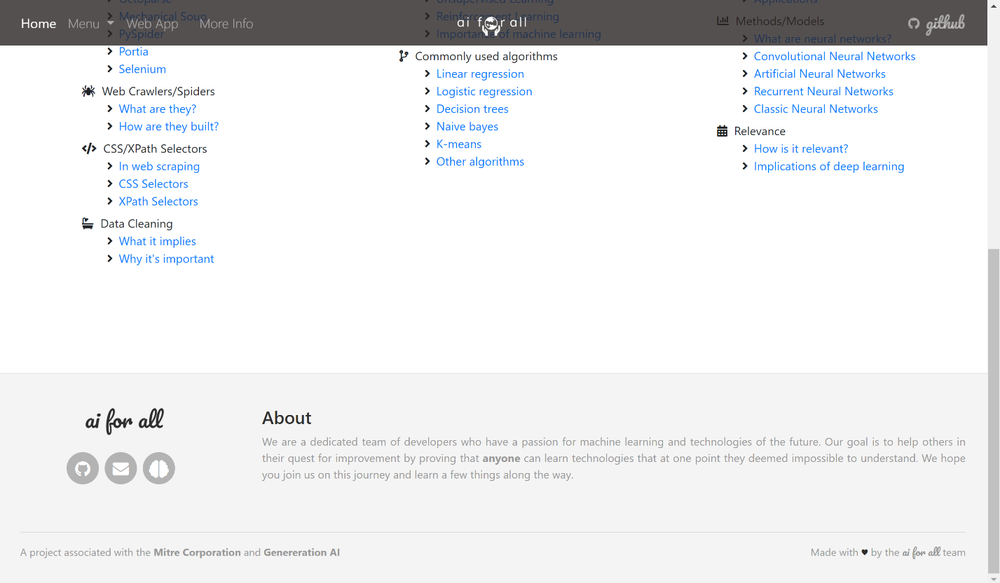 Home Menu Web App More Info
ai for all
github
Octoparse
Mechanical Soup
PySpider
Portia
Selenium
Web Crawlers/Spiders
What are they?
How are they built?
CSS/XPath Selectors
In web scraping
CSS Selectors
XPath Selectors
Data Cleaning
What it implies
Why it's important
Unsupervised Learning
Reinforcement Learning
Importance of machine learning
Commonly used algorithms
Linear regression
Logistic regression
Decision trees
Naive bayes
K-means
Other algorithms
Applications
Methods/Models
What are neural networks?
Convolutional Neural Networks
Artificial Neural Networks
Recurrent Neural Networks
Classic Neural Networks
Relevance
How is it relevant?
Implications of deep learning
ai for all
About
We are a dedicated team of developers who have a passion for machine learning and technologies of the future. Our goal is to help others in
their quest for improvement by proving that anyone can learn technologies that at one point they deemed impossible to understand. We hope
you join us on this journey and learn a few things along the way.
A project associated with the Mitre Corporation and Genereration AI
Made with ♥ by the ai for all team